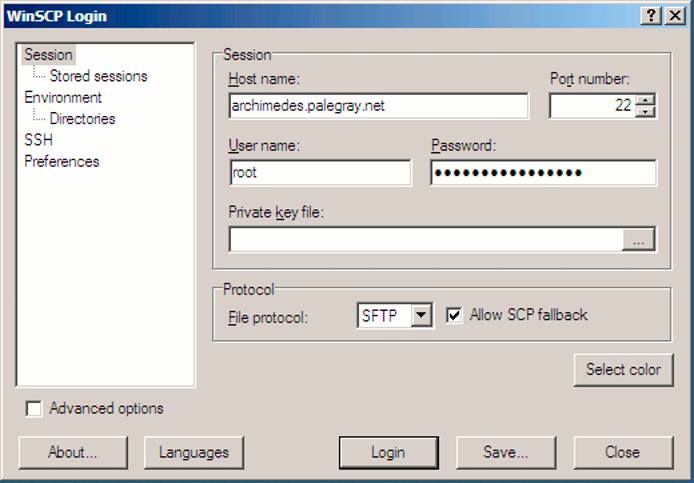 WinSCP Login
Session
Stored sessions
Environment
Directories
SSH
Preferences
Session
Host name:
Port number:
archimedes.palegray.net
22
User name:
Password:
root
••••••••••••••••
Private key file:
...
Protocol
File protocol:
SFTP
Allow SCP fallback
Select color
Advanced options
About...
Languages
Login
Save...
Close